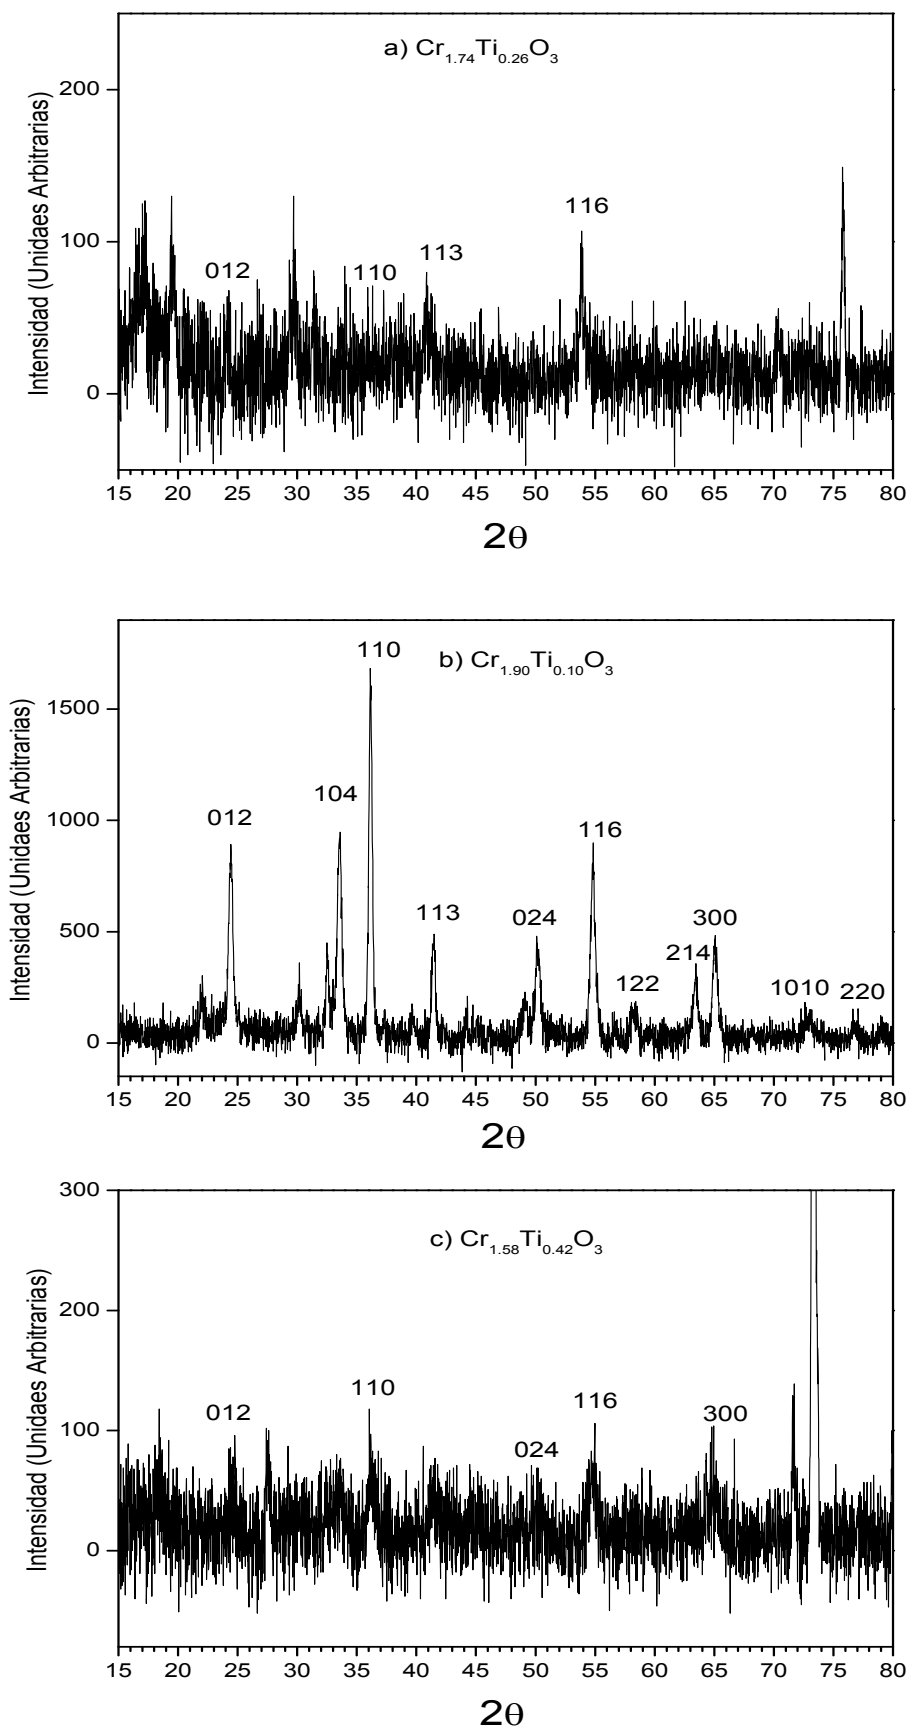 a) Cr1.74Ti0.26O3
Intensidad (Unidaes Arbitrarias)
200
100
0
012
110
113
116
15 20 25 30 35 40 45 50 55 60 65 70 75 80
2θ
b) Cr1.90Ti0.10O3
Intensidad (Unidaes Arbitrarias)
1500
1000
500
0
012
104
110
113
024
116
122
214
300
1010
220
15 20 25 30 35 40 45 50 55 60 65 70 75 80
2θ
c) Cr1.58Ti0.42O3
Intensidad (Unidaes Arbitrarias)
300
200
100
0
012
110
024
116
300
15 20 25 30 35 40 45 50 55 60 65 70 75 80
2θ